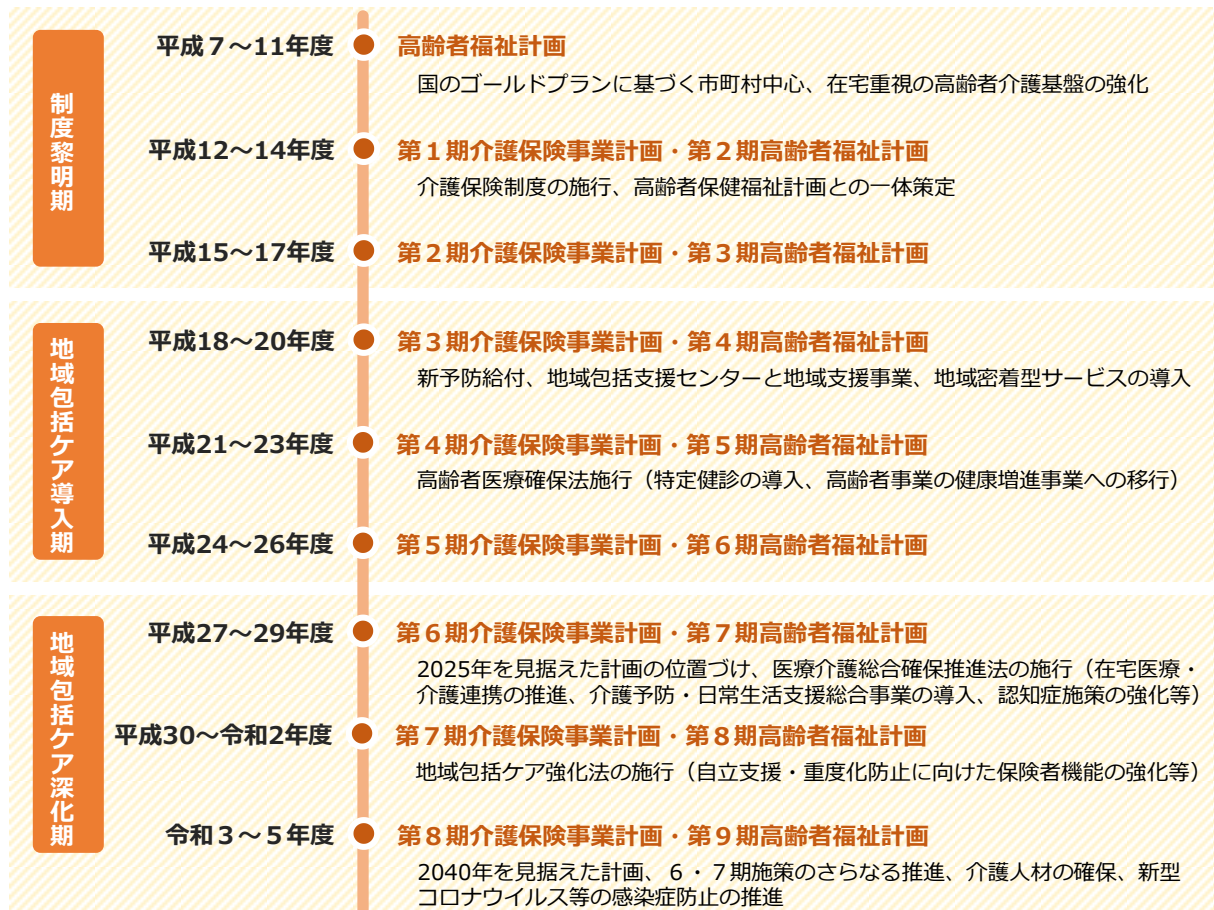 制度黎明期
平成７～11年度
高齢者福祉計画
国のゴールドプランに基づく市町村中心、在宅重視の高齢者介護基盤の強化
平成12～14年度
第１期介護保険事業計画・第２期高齢者福祉計画
介護保険制度の施行、高齢者保健福祉計画との一体策定
平成15～17年度
第２期介護保険事業計画・第３期高齢者福祉計画
地域包括ケア導入期
平成18～20年度
第３期介護保険事業計画・第４期高齢者福祉計画
新予防給付、地域包括支援センターと地域支援事業、地域密着型サービスの導入
平成21～23年度
第４期介護保険事業計画・第５期高齢者福祉計画
高齢者医療確保法施行（特定健診の導入、高齢者事業の健康増進事業への移行）
平成24～26年度
第５期介護保険事業計画・第６期高齢者福祉計画
地域包括ケア深化期
平成27～29年度
第６期介護保険事業計画・第７期高齢者福祉計画
2025年を見据えた計画の位置づけ、医療介護総合確保推進法の施行（在宅医療・
介護連携の推進、介護予防・日常生活支援総合事業の導入、認知症施策の強化等）
平成30～令和2年度
第７期介護保険事業計画・第８期高齢者福祉計画
地域包括ケア強化法の施行（自立支援・重度化防止に向けた保険者機能の強化等）
令和３～５年度
第８期介護保険事業計画・第９期高齢者福祉計画
2040年を見据えた計画、６・７期施策のさらなる推進、介護人材の確保、新型
コロナウイルス等の感染症防止の推進